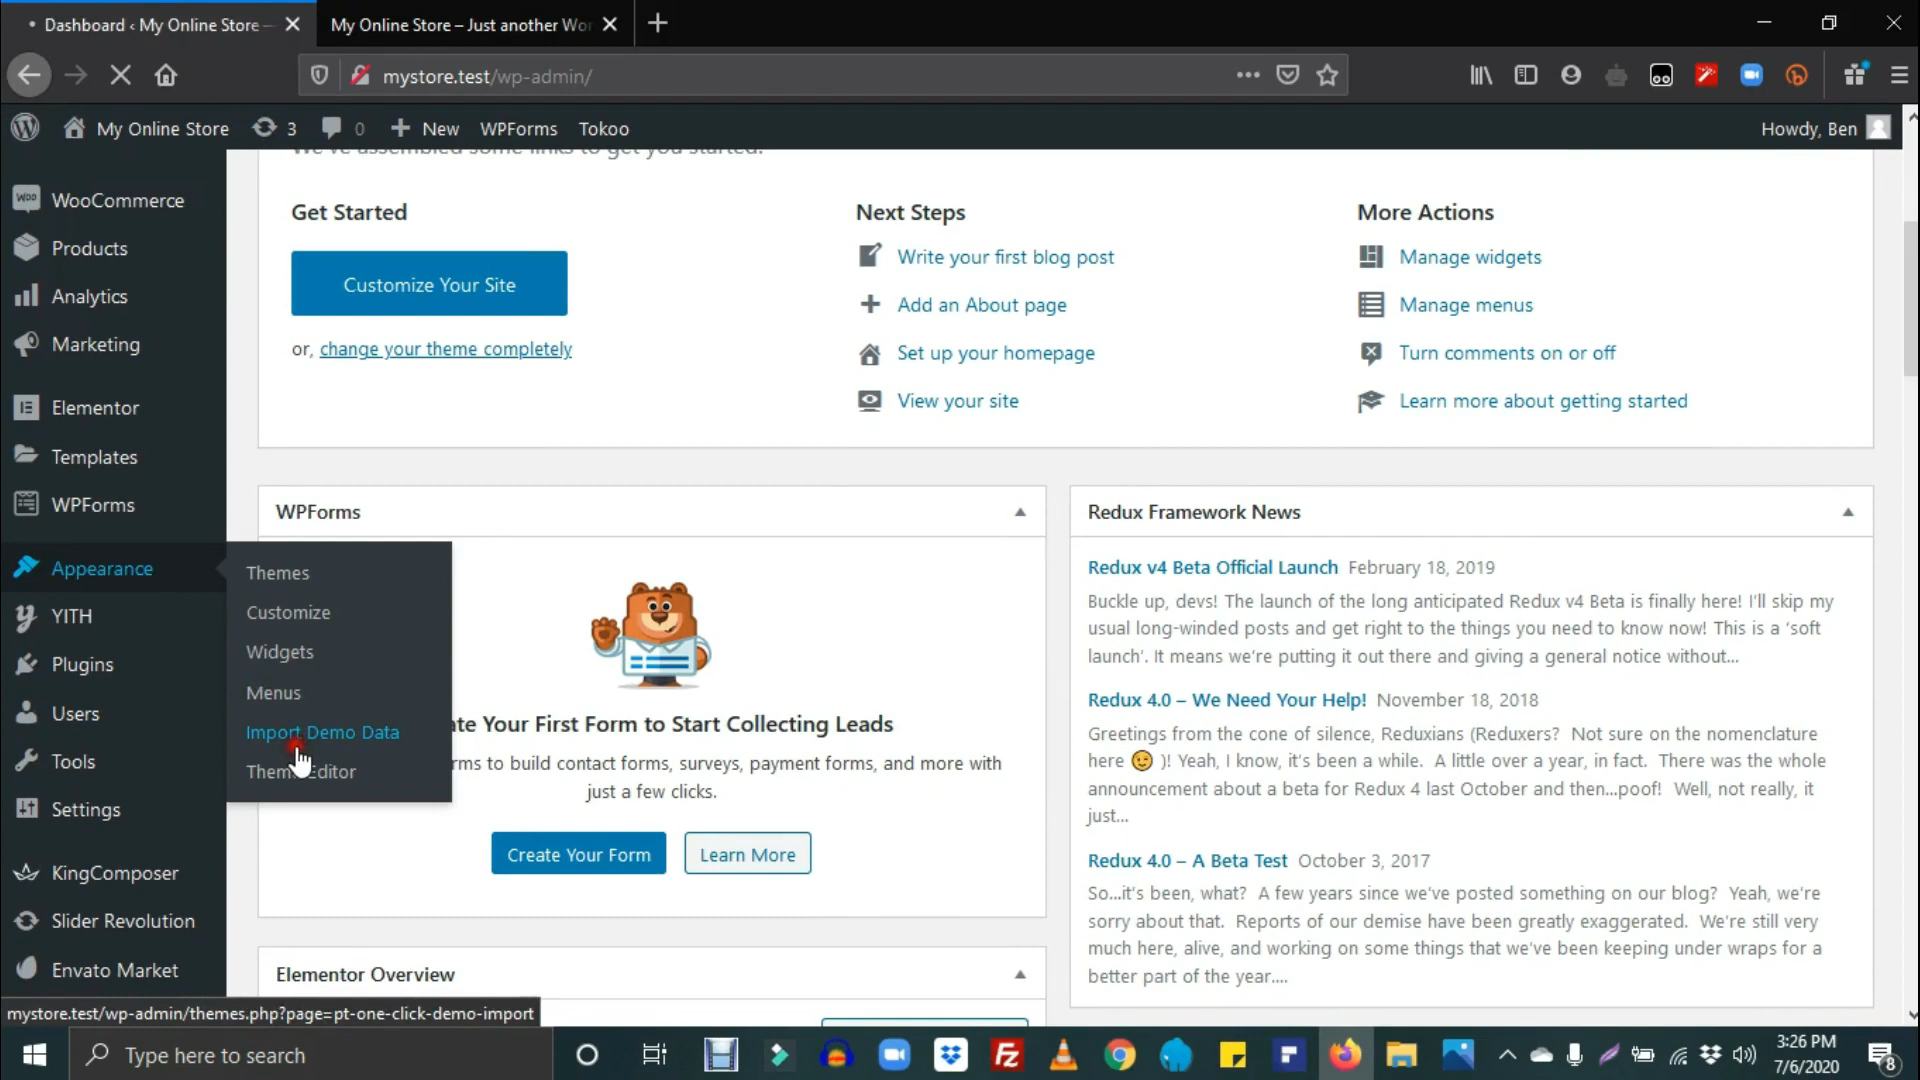 Dashboard ‹ My Online Store —
My Online Store – Just another Wor
mystore.test/wp-admin/
My Online Store
3
0
New
WPForms
Tokoo
Howdy, Ben
We've assembled some links to get you started:
WooCommerce
Products
Analytics
Marketing
Elementor
Templates
WPForms
Appearance
YITH
Plugins
Users
Tools
Settings
KingComposer
Slider Revolution
Envato Market
Themes
Customize
Widgets
Menus
Import Demo Data
Editor
Get Started
Customize Your Site
or, change your theme completely
Next Steps
Write your first blog post
Add an About page
Set up your homepage
View your site
More Actions
Manage widgets
Manage menus
Turn comments on or off
Learn more about getting started
WPForms
ate Your First Form to Start Collecting Leads
rms to build contact forms, surveys, payment forms, and more with
just a few clicks.
Create Your Form
Learn More
Elementor Overview
Redux Framework News
Redux v4 Beta Official Launch February 18, 2019
Buckle up, devs! The launch of the long anticipated Redux v4 Beta is finally here! I'll skip my
usual long-winded posts and get right to the things you need to know now! This is a 'soft
launch'. It means we're putting it out there and giving a general notice without...
Redux 4.0 – We Need Your Help! November 18, 2018
Greetings from the cone of silence, Reduxians (Reduxers? Not sure on the nomenclature
here 😉 )! Yeah, I know, it's been a while. A little over a year, in fact. There was the whole
announcement about a beta for Redux 4 last October and then...poof! Well, not really, it
just...
Redux 4.0 – A Beta Test October 3, 2017
So...it's been, what? A few years since we've posted something on our blog? Yeah, we're
sorry about that. Reports of our demise have been greatly exaggerated. We're still very
much here, alive, and working on some things that we've been keeping under wraps for a
better part of the year....
mystore.test/wp-admin/themes.php?page=pt-one-click-demo-import
Type here to search
3:26 PM
7/6/2020
8